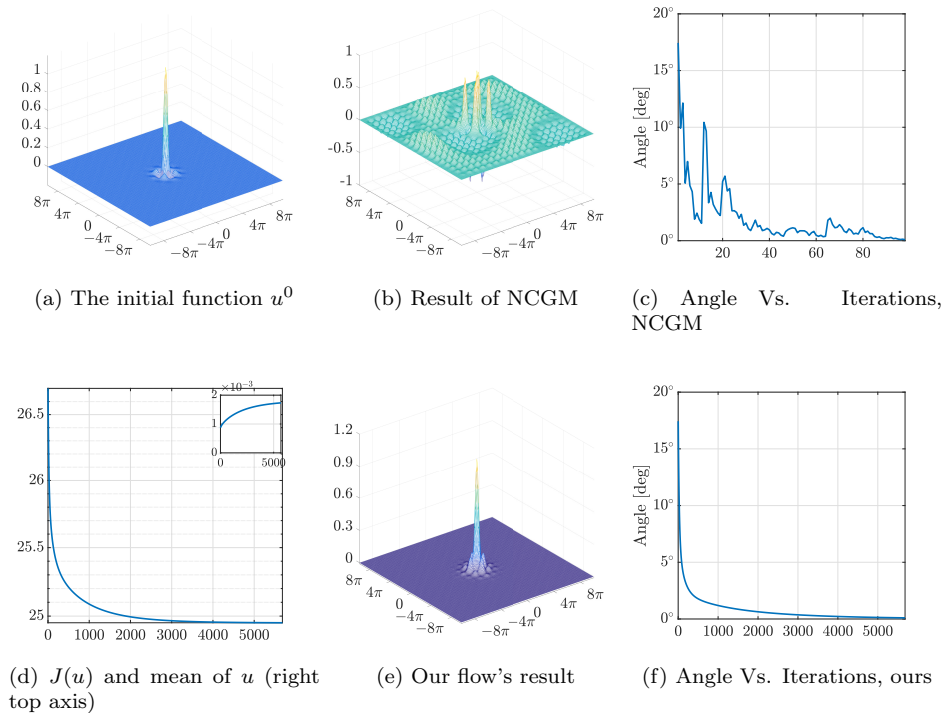 1
0.8
0.6
0.4
0.2
0
8π
4π
0
−4π
−8π
−8π
−4π
0
4π
8π
(a) The initial function u⁰
1
0.5
0
-0.5
-1
8π
4π
0
−4π
−8π
−8π
−4π
0
4π
8π
(b) Result of NCGM
20°
15°
10°
5°
0°
Angle [deg]
20 40 60 80
(c) Angle Vs. Iterations,
NCGM
26.5
26
25.5
25
0 1000 2000 3000 4000 5000
×10⁻³
2
1
0
0 5000
(d) J(u) and mean of u (right
top axis)
1.2
0.9
0.6
0.3
0
8π
4π
0
−4π
−8π
−8π
−4π
0
4π
8π
(e) Our flow's result
20°
15°
10°
5°
0°
Angle [deg]
0 1000 2000 3000 4000 5000
(f) Angle Vs. Iterations, ours